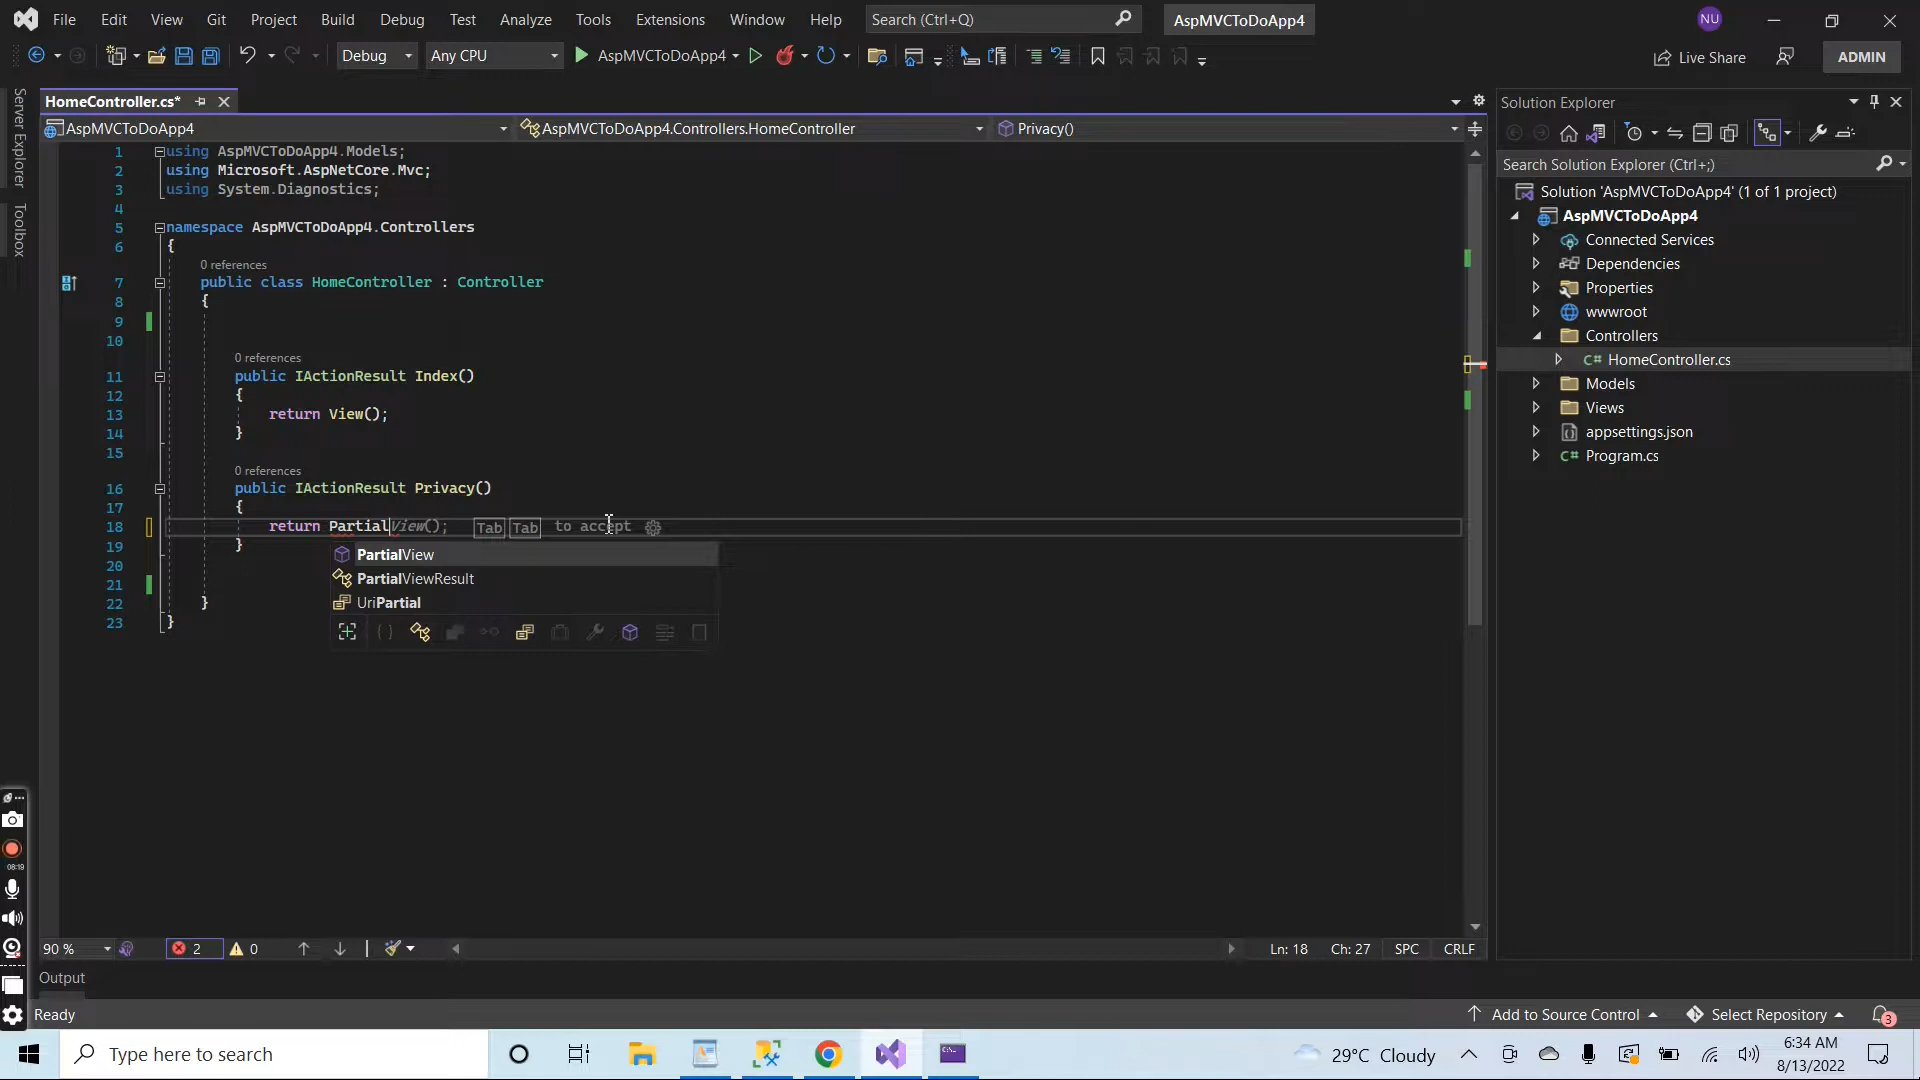 File Edit View Git Project Build Debug Test Analyze Tools Extensions Window Help Search (Ctrl+Q) AspMVCToDoApp4 NU
Debug Any CPU AspMVCToDoApp4 Live Share ADMIN
Server Explorer
Toolbox
HomeController.cs*
AspMVCToDoApp4 AspMVCToDoApp4.Controllers.HomeController Privacy()
1 using AspMVCToDoApp4.Models;
2 using Microsoft.AspNetCore.Mvc;
3 using System.Diagnostics;
4
5 namespace AspMVCToDoApp4.Controllers
6 {
0 references
7 public class HomeController : Controller
8 {
9
10
0 references
11 public IActionResult Index()
12 {
13 return View();
14 }
15
0 references
16 public IActionResult Privacy()
17 {
18 return PartialView(); Tab Tab to accept
19 }
20
21
22 }
23 }
PartialView
PartialViewResult
UriPartial
Solution Explorer
Search Solution Explorer (Ctrl+;)
Solution 'AspMVCToDoApp4' (1 of 1 project)
AspMVCToDoApp4
Connected Services
Dependencies
Properties
wwwroot
Controllers
C# HomeController.cs
Models
Views
appsettings.json
C# Program.cs
08:19
90 % 2 0 Ln: 18 Ch: 27 SPC CRLF
Output
Ready Add to Source Control Select Repository 3
Type here to search 29°C Cloudy 6:34 AM
8/13/2022